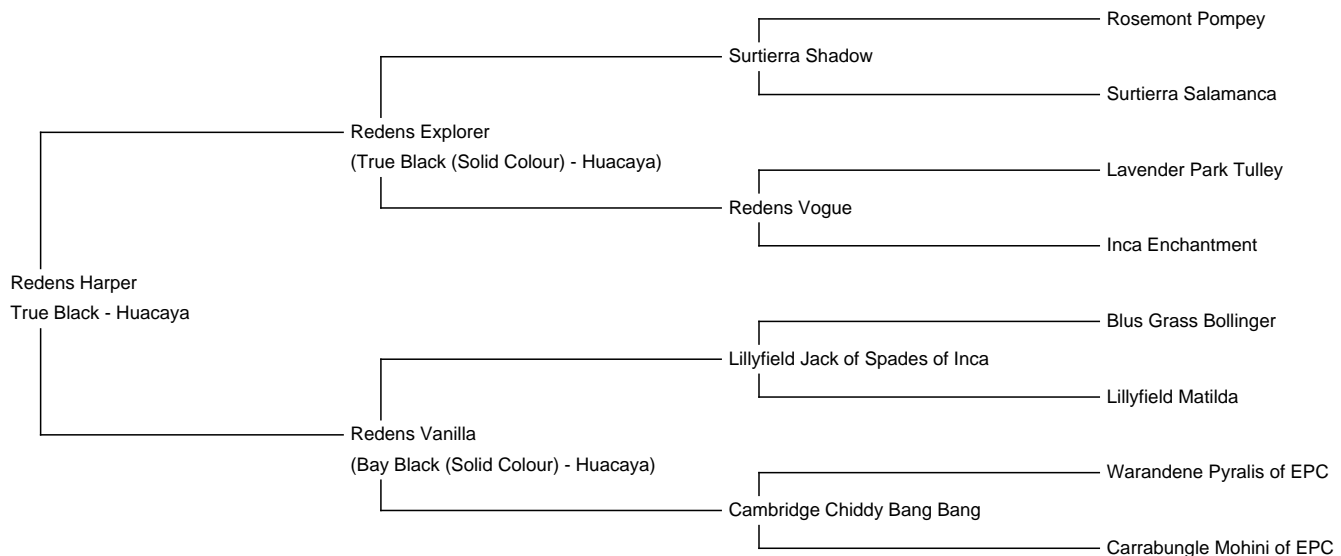 Rosemont Pompey
Surtierra Shadow
Surtierra Salamanca
Redens Explorer
(True Black (Solid Colour) - Huacaya)
Lavender Park Tulley
Redens Vogue
Inca Enchantment
Redens Harper
True Black - Huacaya
Blus Grass Bollinger
Lillyfield Jack of Spades of Inca
Lillyfield Matilda
Redens Vanilla
(Bay Black (Solid Colour) - Huacaya)
Warandene Pyralis of EPC
Cambridge Chiddy Bang Bang
Carrabungle Mohini of EPC